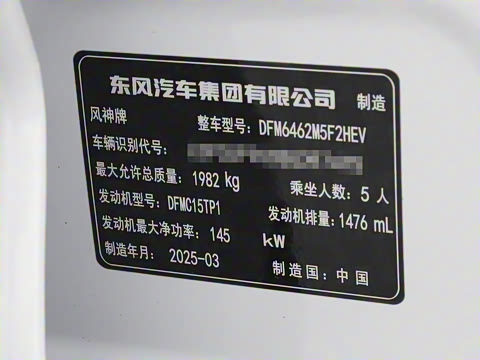 东风汽车集团有限公司 制造
风神牌 整车型号: DFM6462M5F2HEV
车辆识别代号:
最大允许总质量: 1982 kg 乘坐人数: 5 人
发动机型号: DFMC15TP1 发动机排量: 1476 mL
发动机最大净功率: 145 kW
制造年月: 2025-03 制造国: 中国